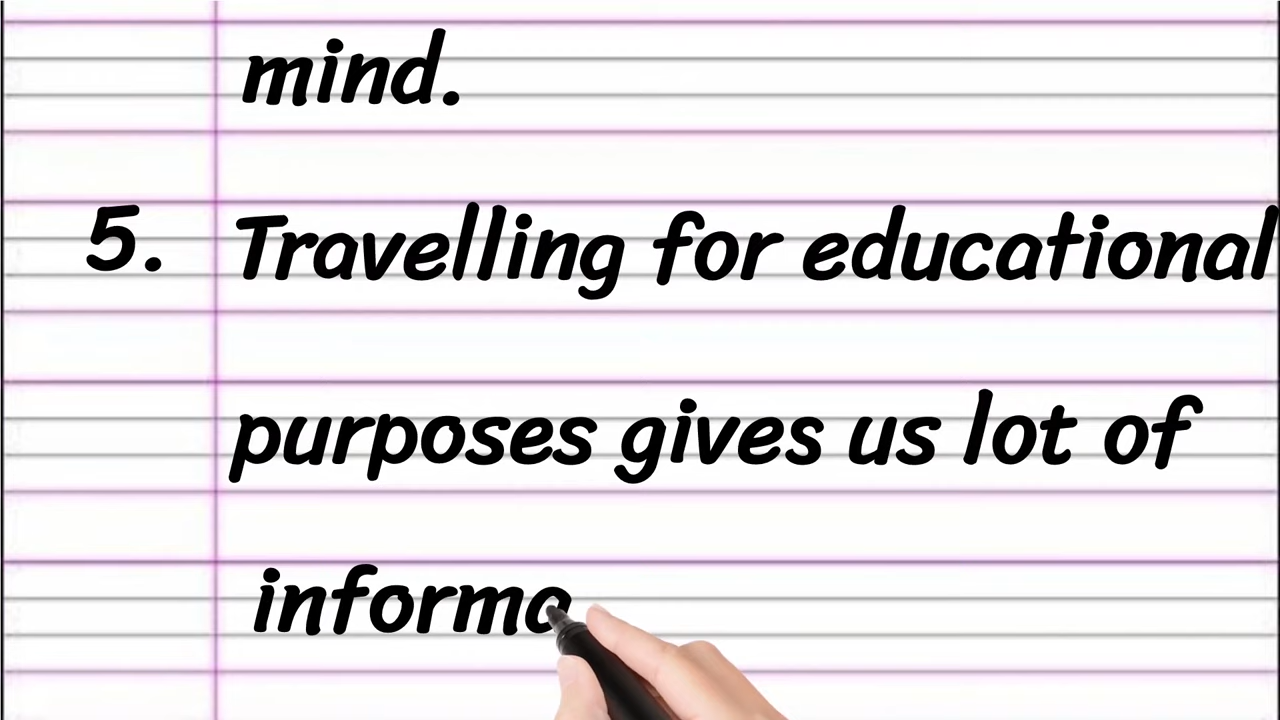 mind.
5. Travelling for educational
purposes gives us lot of
informa